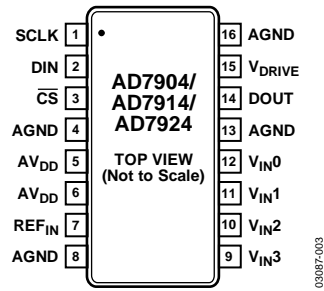 SCLK 1 16 AGND
DIN 2 15 VDRIVE
CS 3 14 DOUT
AGND 4 13 AGND
AVDD 5 12 VIN0
AVDD 6 11 VIN1
REFIN 7 10 VIN2
AGND 8 9 VIN3
AD7904/
AD7914/
AD7924
TOP VIEW
(Not to Scale)
03087-003